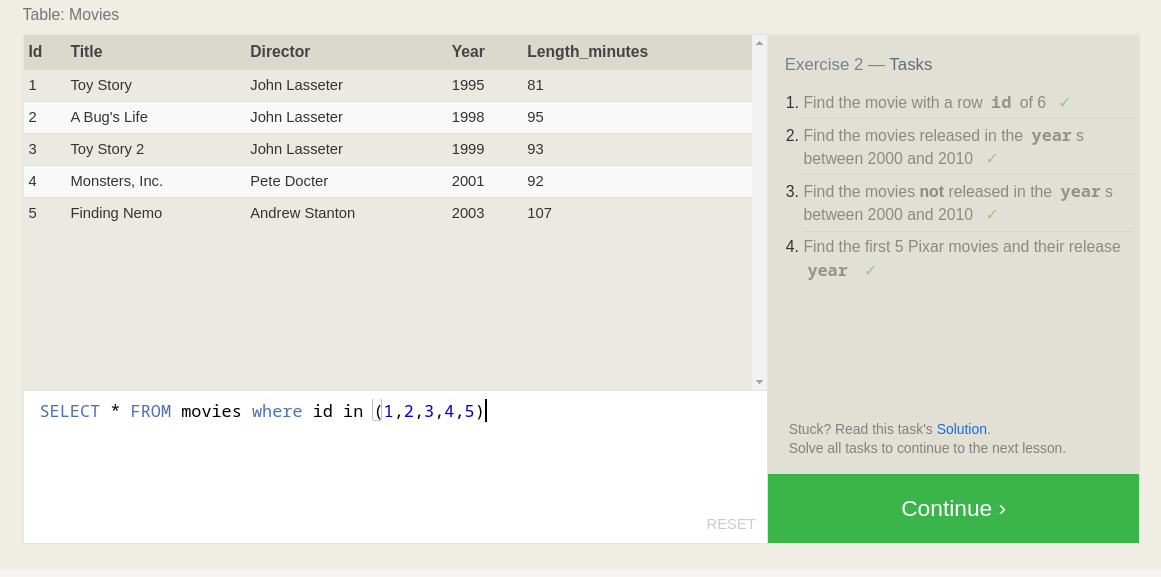 Table: Movies
Id Title Director Year Length_minutes
1 Toy Story John Lasseter 1995 81
2 A Bug's Life John Lasseter 1998 95
3 Toy Story 2 John Lasseter 1999 93
4 Monsters, Inc. Pete Docter 2001 92
5 Finding Nemo Andrew Stanton 2003 107
SELECT * FROM movies where id in (1,2,3,4,5)
RESET
Exercise 2 — Tasks
1. Find the movie with a row id of 6 ✓
2. Find the movies released in the year s
between 2000 and 2010 ✓
3. Find the movies not released in the year s
between 2000 and 2010 ✓
4. Find the first 5 Pixar movies and their release
year ✓
Stuck? Read this task's Solution.
Solve all tasks to continue to the next lesson.
Continue ›